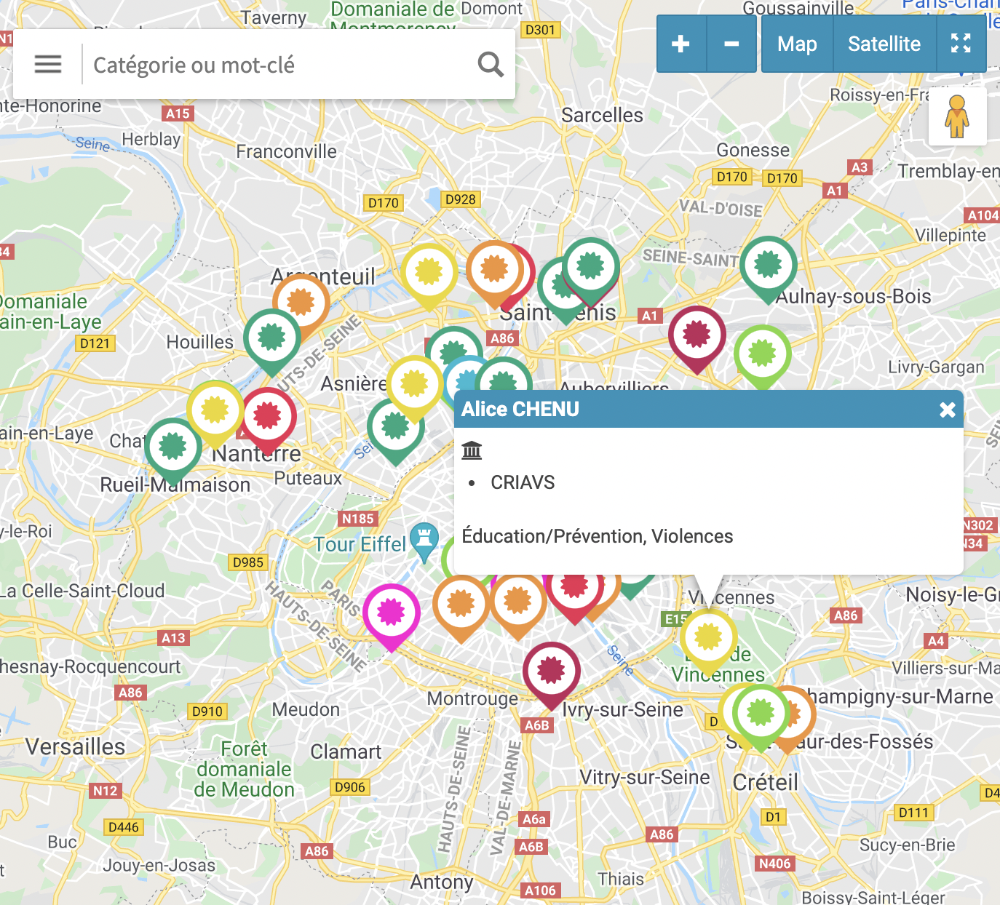 Taverny
Domaniale de
Montmorency
Domont
Goussainville
D301
Catégorie ou mot-clé
+
−
Map
Satellite
Roissy-en-Fra
nte-Honorine
A15
Sarcelles
Herblay
Seine
Franconville
Gonesse
A3
D170
D170
Tremblay-en
A1
D170
D928
VAL-D'OISE
A104
Villepinte
SEINE-SAINT
Argenteuil
Aulnay-sous-Bois
Domaniale
ain-en-Laye
Saint-Denis
A1
D121
Houilles
A86
UTS-DE-SEINE
Livry-Gargan
Asnière
Aubervilliers
Alice CHENU
CRIAVS
Éducation/Prévention, Violences
ain-en-Laye
Chat
Nanterre
Sei
Puteaux
Rueil-Malmaison
N185
y-le-Roi
N302
Tour Eiffel
N34
D985
La Celle-Saint-Cloud
PARIS
HAUTS-DE-SEINE
Vincennes
Noisy-le-Gr
E15
A86
A13
A4
de
Vincennes
Seine
hesnay-Rocquencourt
Villiers-sur-Ma
A86
Montrouge
Champigny-sur-Marne
D910
Meudon
Ivry-sur-Seine
A6B
D
Versailles
Forêt
domaniale
de Meudon
Clamart
Saint-Maur-des-Fossés
HAUTS-DE-SEINE
VAL-DE-MARNE
Vitry-sur-Seine
Créteil
N12
D906
D4
D446
A6a
D1
D111
Buc
A86
A6B
A86
Sucy-en-Brie
Jouy-en-Josas
N406
Antony
A106
Thiais
Boissy-Saint-Léger